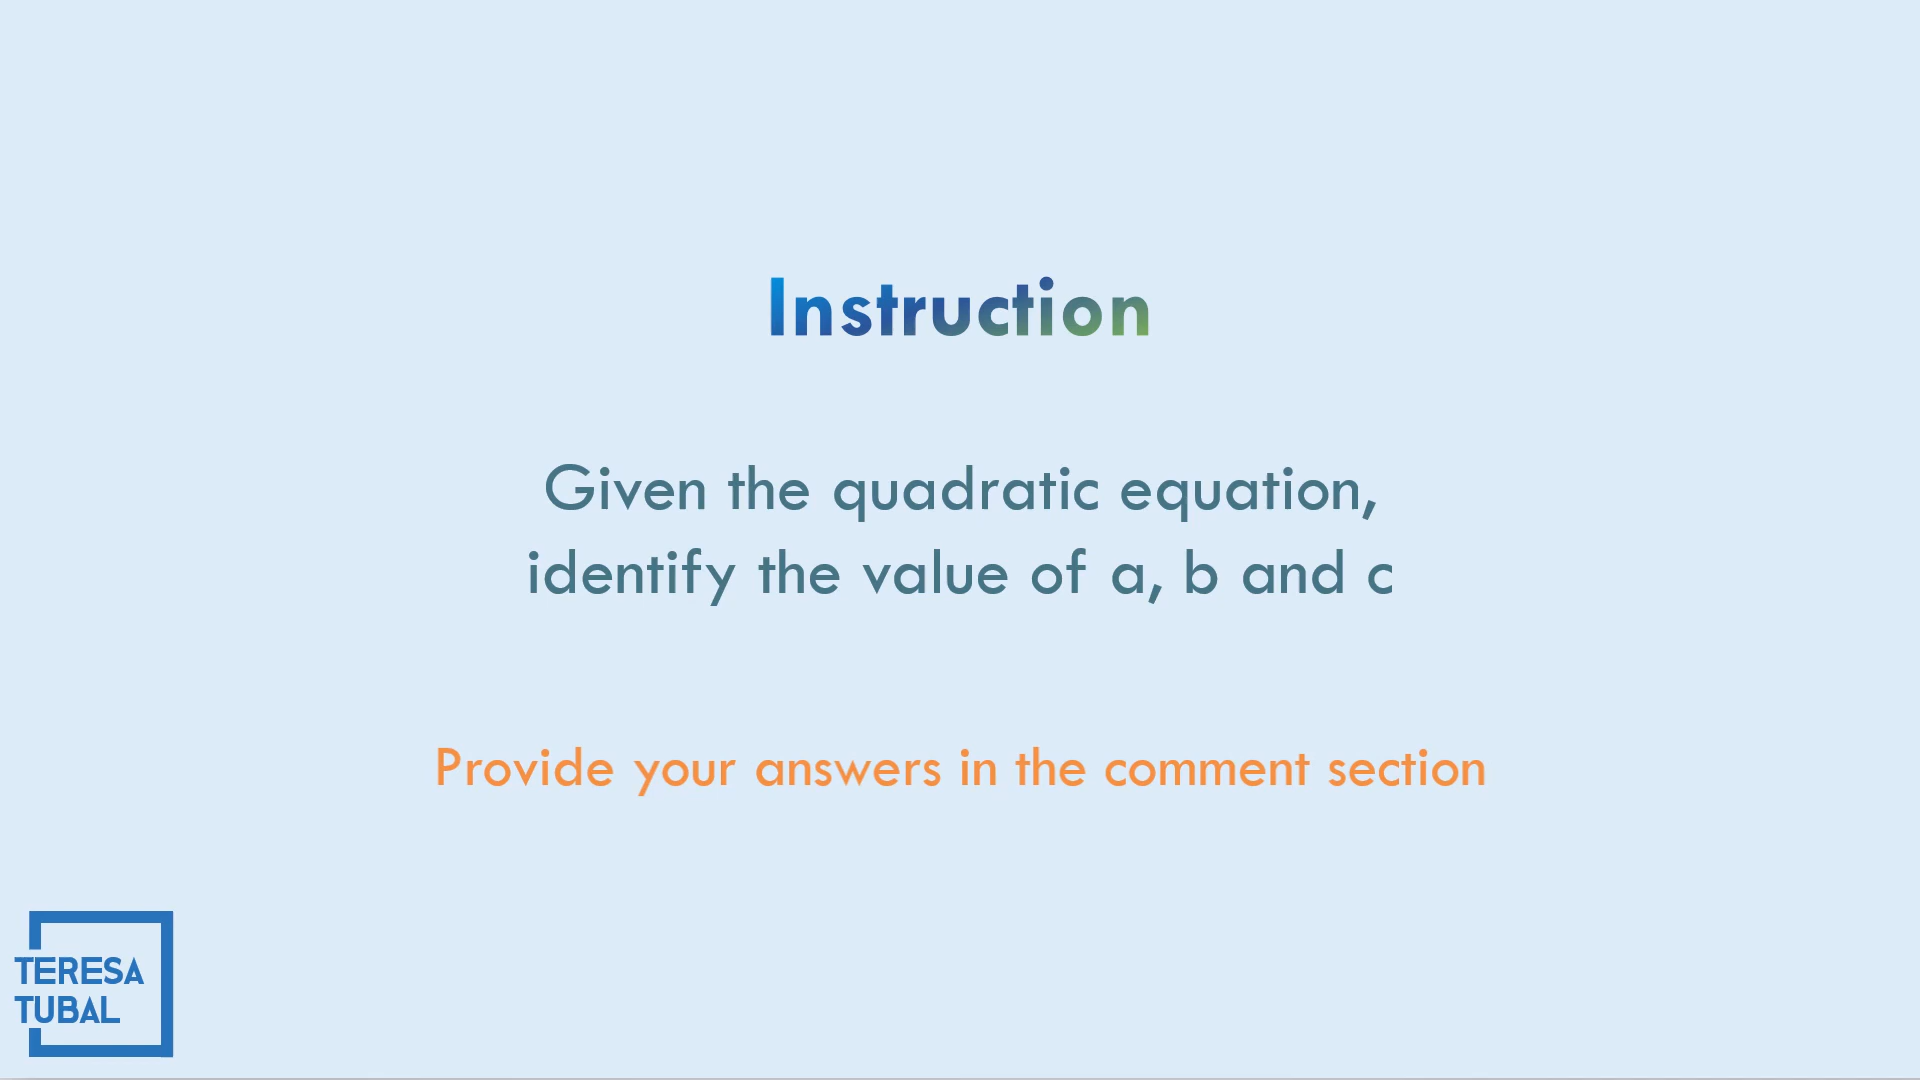 Instruction
Given the quadratic equation,
identify the value of a, b and c
Provide your answers in the comment section
TERESA
TUBAL